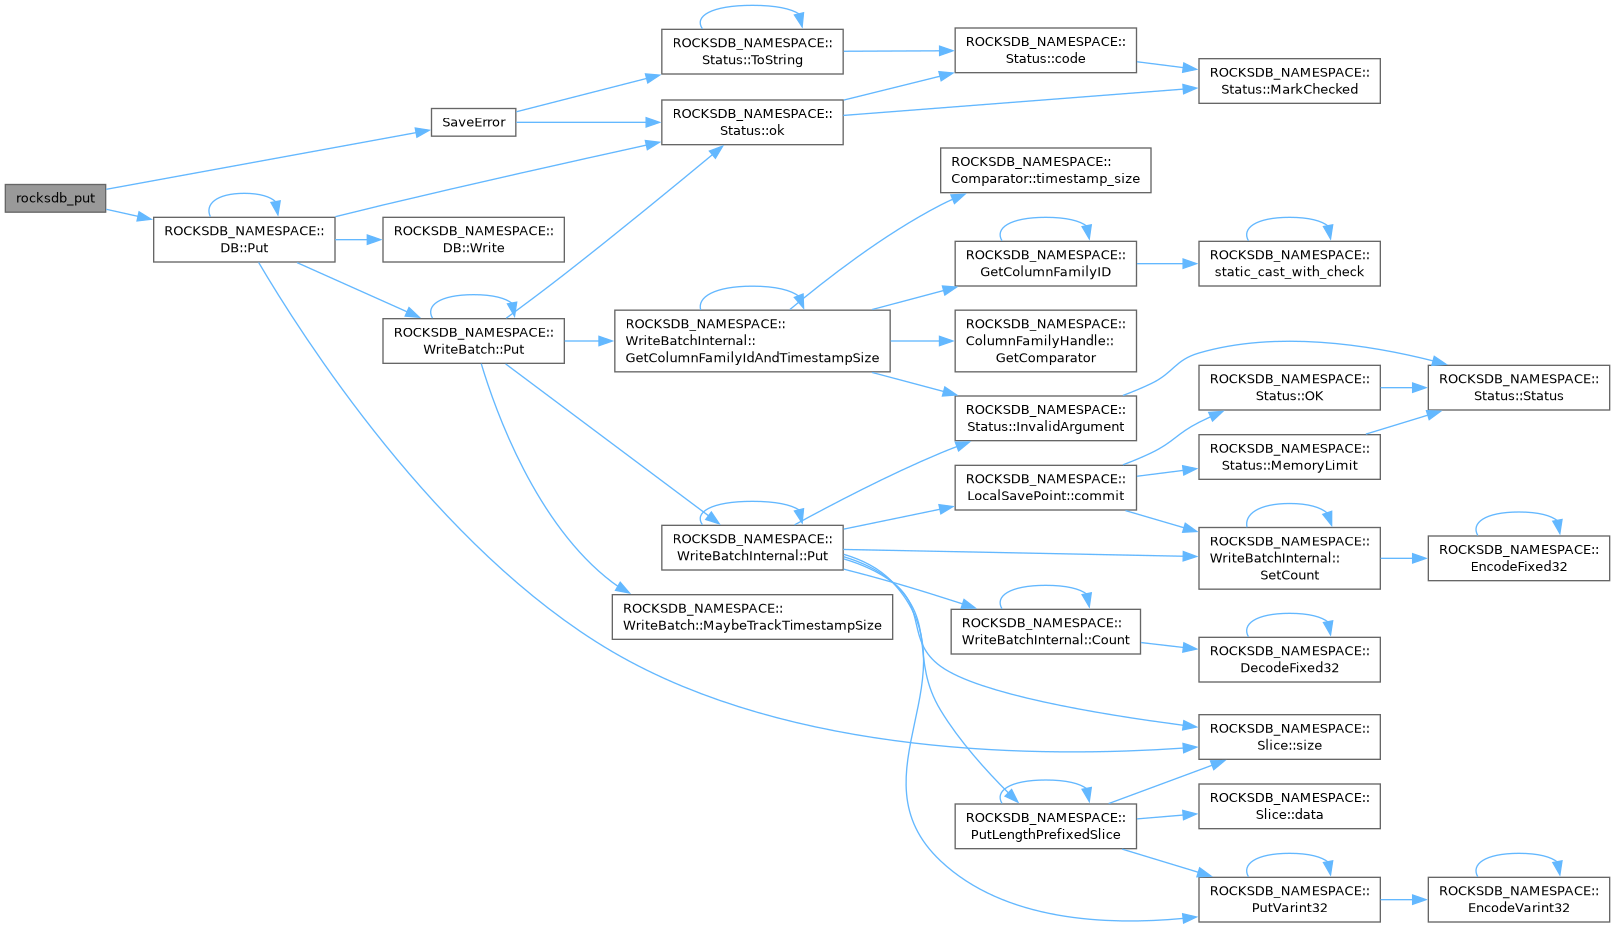 rocksdb_put
SaveError
ROCKSDB_NAMESPACE::
DB::Put
ROCKSDB_NAMESPACE::
Status::ToString
ROCKSDB_NAMESPACE::
Status::ok
ROCKSDB_NAMESPACE::
DB::Write
ROCKSDB_NAMESPACE::
WriteBatch::Put
ROCKSDB_NAMESPACE::
Status::code
ROCKSDB_NAMESPACE::
Status::MarkChecked
ROCKSDB_NAMESPACE::
Comparator::timestamp_size
ROCKSDB_NAMESPACE::
GetColumnFamilyID
ROCKSDB_NAMESPACE::
static_cast_with_check
ROCKSDB_NAMESPACE::
WriteBatchInternal::
GetColumnFamilyIdAndTimestampSize
ROCKSDB_NAMESPACE::
ColumnFamilyHandle::
GetComparator
ROCKSDB_NAMESPACE::
Status::InvalidArgument
ROCKSDB_NAMESPACE::
Status::OK
ROCKSDB_NAMESPACE::
Status::Status
ROCKSDB_NAMESPACE::
Status::MemoryLimit
ROCKSDB_NAMESPACE::
LocalSavePoint::commit
ROCKSDB_NAMESPACE::
WriteBatchInternal::Put
ROCKSDB_NAMESPACE::
WriteBatchInternal::
SetCount
ROCKSDB_NAMESPACE::
EncodeFixed32
ROCKSDB_NAMESPACE::
WriteBatch::MaybeTrackTimestampSize
ROCKSDB_NAMESPACE::
WriteBatchInternal::Count
ROCKSDB_NAMESPACE::
DecodeFixed32
ROCKSDB_NAMESPACE::
Slice::size
ROCKSDB_NAMESPACE::
Slice::data
ROCKSDB_NAMESPACE::
PutLengthPrefixedSlice
ROCKSDB_NAMESPACE::
PutVarint32
ROCKSDB_NAMESPACE::
EncodeVarint32